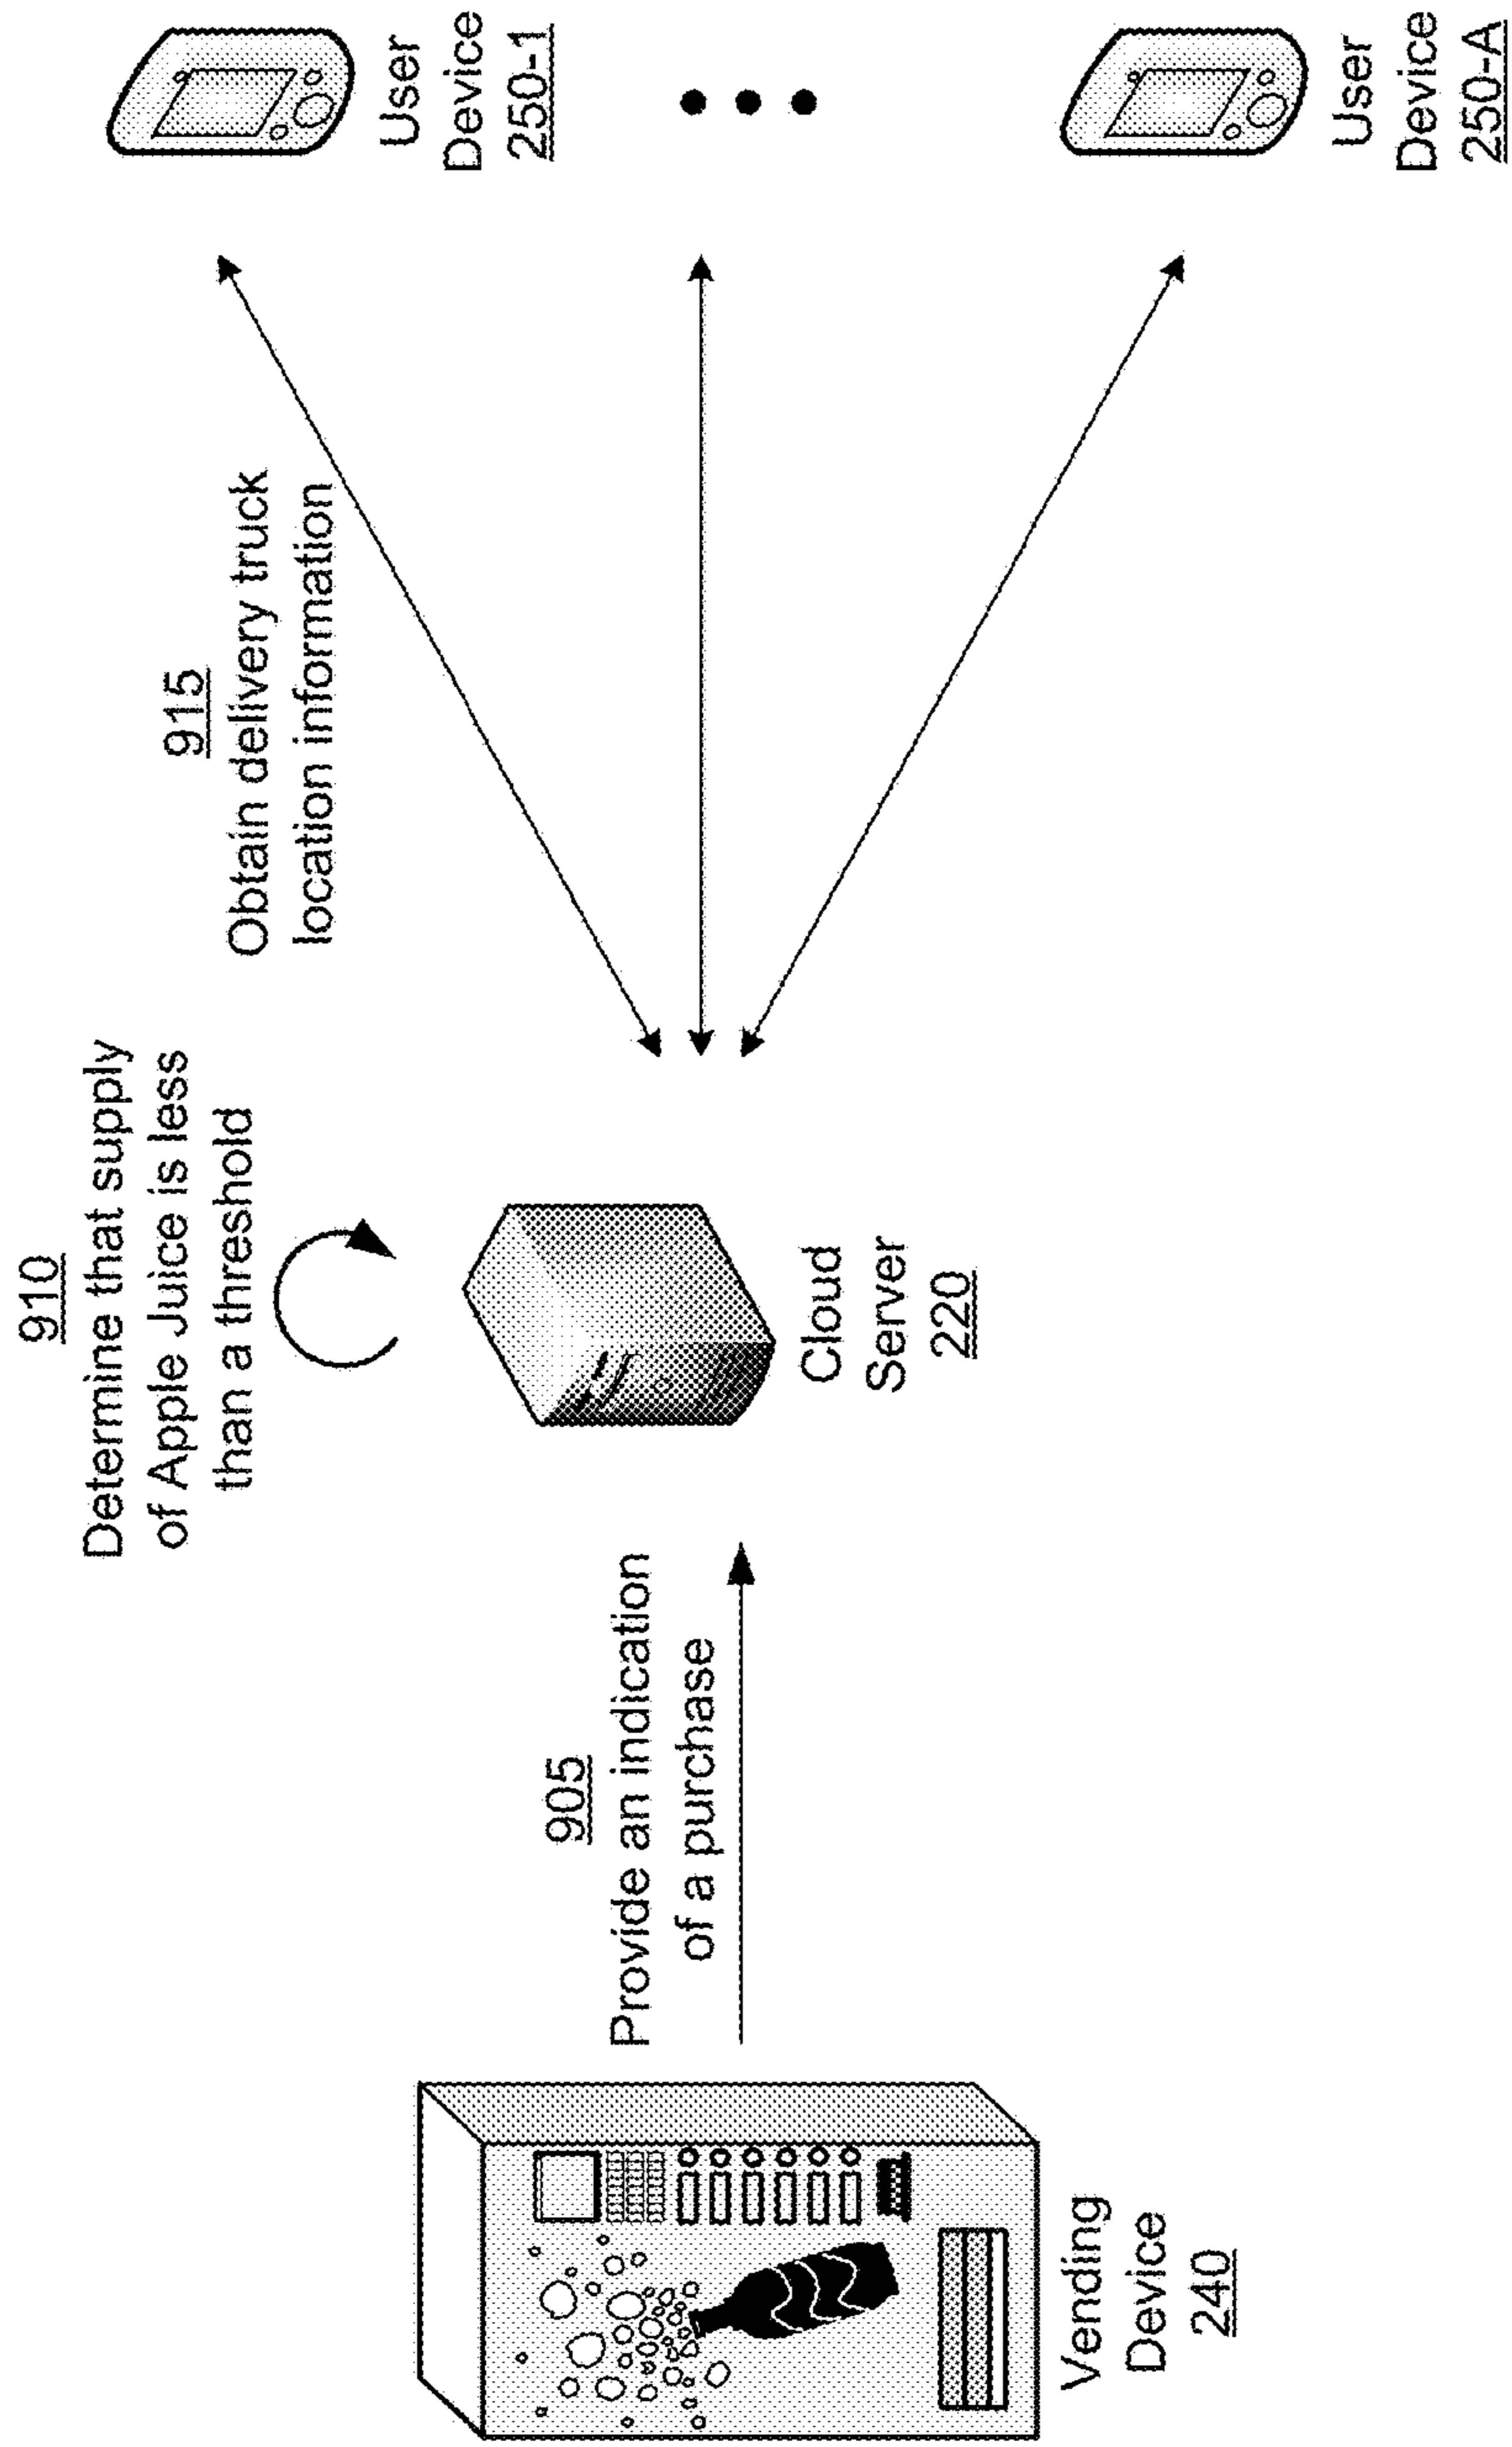 910
Determine that supply
of Apple Juice is less
than a threshold
915
Obtain delivery truck
location information
905
Provide an indication
of a purchase
Vending
Device
240
Cloud
Server
220
User
Device
250-1
User
Device
250-A